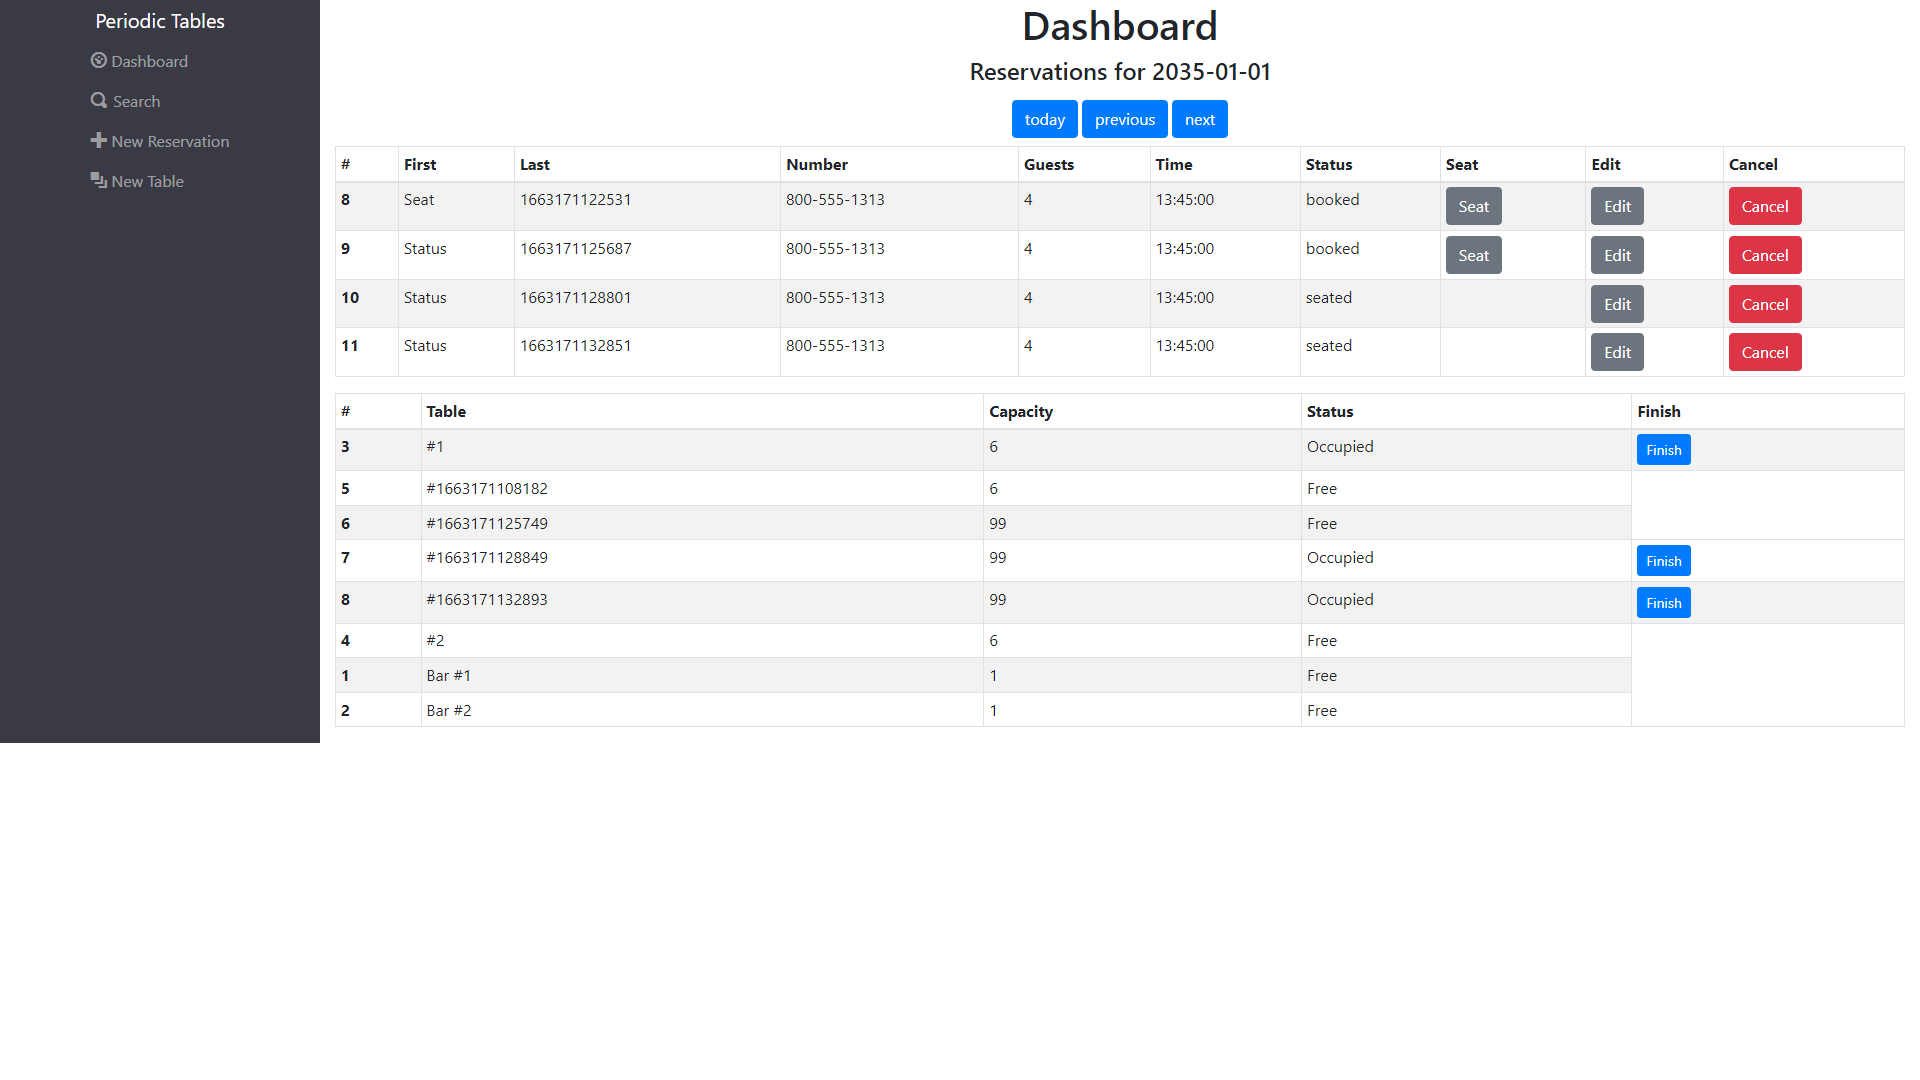 Periodic Tables
Dashboard
Search
New Reservation
New Table
Dashboard
Reservations for 2035-01-01
today previous next
# First Last Number Guests Time Status Seat Edit Cancel
8 Seat 1663171122531 800-555-1313 4 13:45:00 booked Seat Edit Cancel
9 Status 1663171125687 800-555-1313 4 13:45:00 booked Seat Edit Cancel
10 Status 1663171128801 800-555-1313 4 13:45:00 seated Edit Cancel
11 Status 1663171132851 800-555-1313 4 13:45:00 seated Edit Cancel
# Table Capacity Status Finish
3 #1 6 Occupied Finish
5 #1663171108182 6 Free
6 #1663171125749 99 Free
7 #1663171128849 99 Occupied Finish
8 #1663171132893 99 Occupied Finish
4 #2 6 Free
1 Bar #1 1 Free
2 Bar #2 1 Free